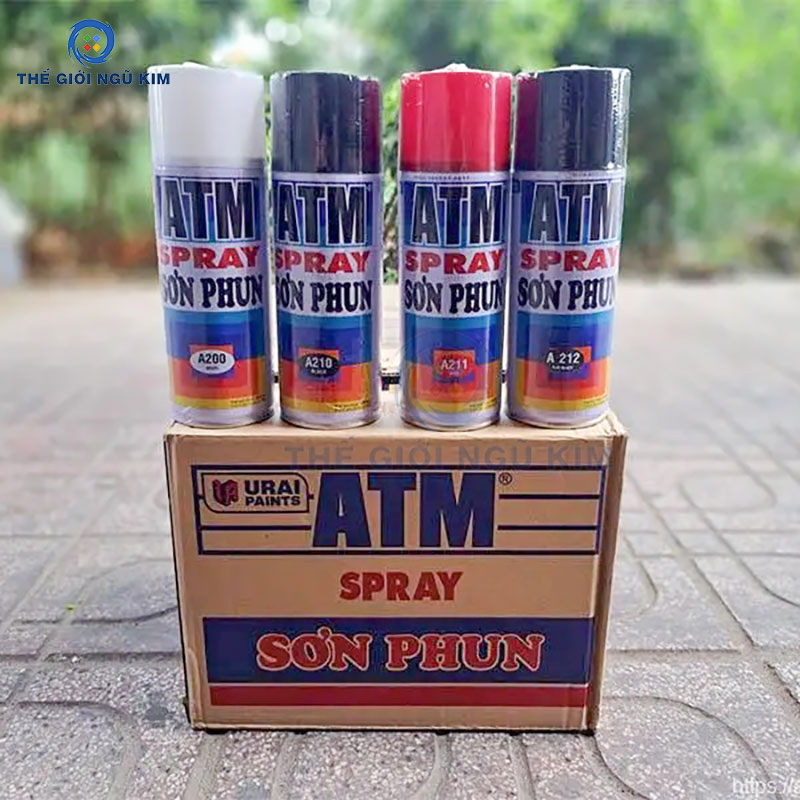 THẾ GIỚI NGŨ KIM
ATM
SPRAY
SƠN PHUN
A200
ATM
SPRAY
SƠN PHUN
A210
BLACK
ATM
SPRAY
SƠN PHUN
A211
ATM
SPRAY
SƠN PHUN
A 212
THẾ GIỚI NGŨ KIM
URAI
PAINTS
ATM®
SPRAY
SƠN PHUN